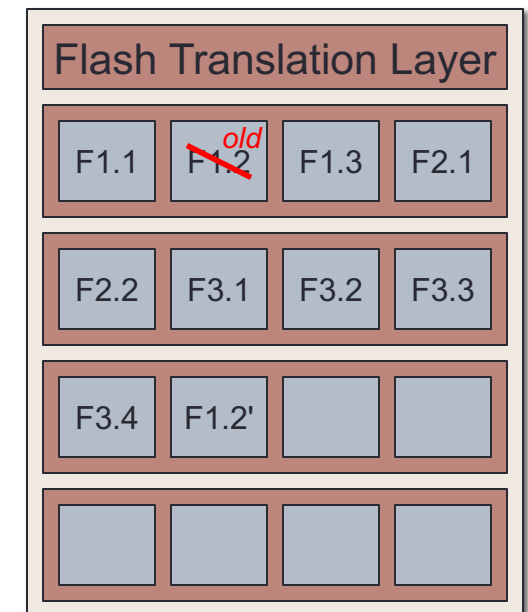 Flash Translation Layer
old
F1.1 F1.2 F1.3 F2.1
F2.2 F3.1 F3.2 F3.3
F3.4 F1.2'